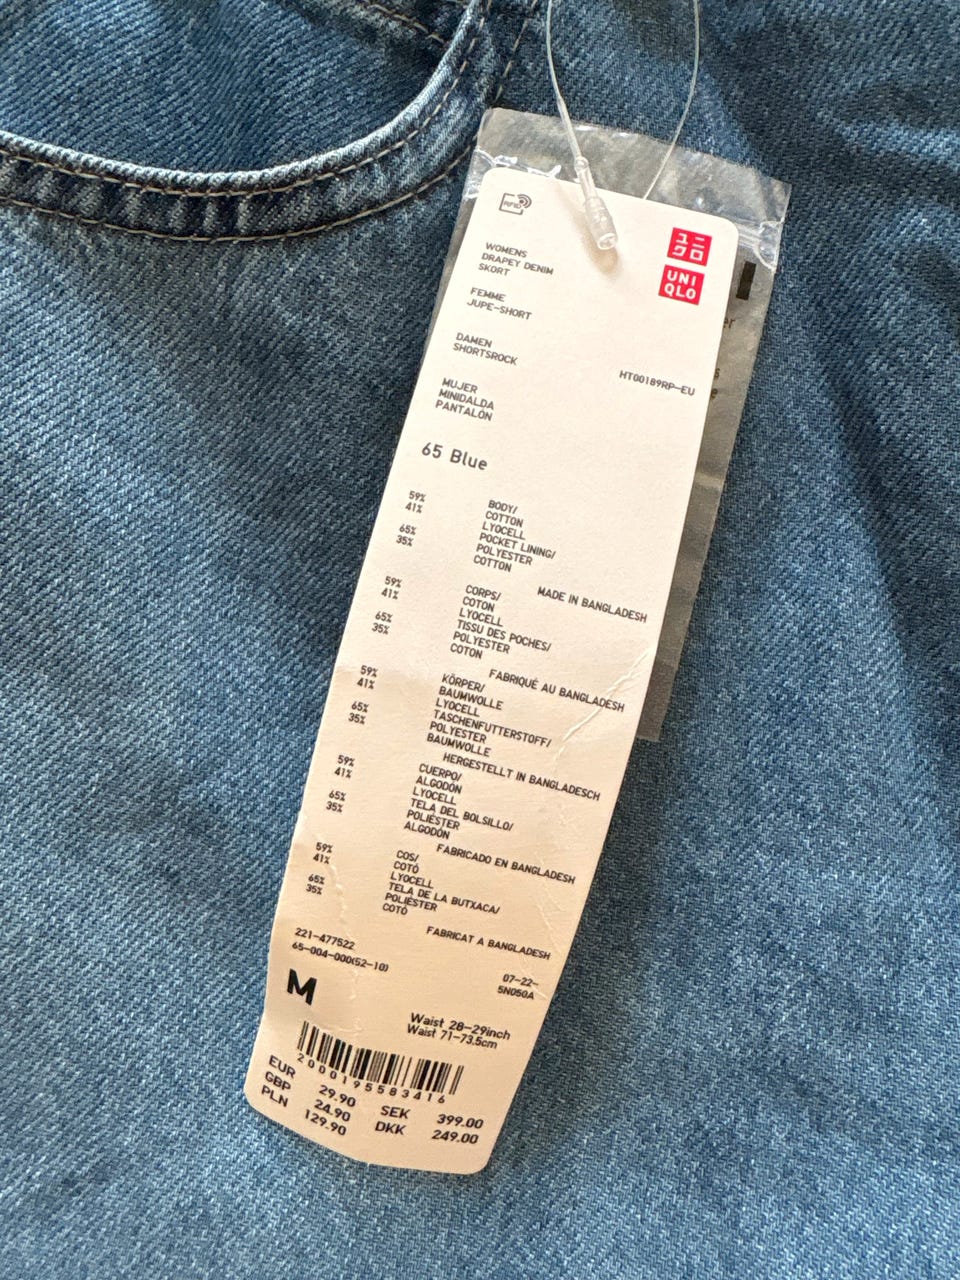 RFID
ユニ
クロ
UNI
QLO
WOMENS
DRAPEY DENIM
SKORT
FEMME
JUPE-SHORT
DAMEN
SHORTSROCK
HT00189RP-EU
MUJER
MINIDALDA
PANTALÓN
65 Blue
59% BODY/
41% COTTON
LYOCELL
65% POCKET LINING/
35% POLYESTER
COTTON
MADE IN BANGLADESH
59% CORPS/
41% COTON
LYOCELL
65% TISSU DES POCHES/
35% POLYESTER
COTON
FABRIQUÉ AU BANGLADESH
59% KÖRPER/
41% BAUMWOLLE
LYOCELL
65% TASCHENFUTTERSTOFF/
35% POLYESTER
BAUMWOLLE
HERGESTELLT IN BANGLADESCH
59% CUERPO/
41% ALGODÓN
LYOCELL
65% TELA DEL BOLSILLO/
35% POLIÉSTER
ALGODÓN
FABRICADO EN BANGLADESH
59% COS/
41% COTÓ
LYOCELL
65% TELA DE LA BUTXACA/
35% POLIÈSTER
COTÓ
FABRICAT A BANGLADESH
221-477522
65-004-000(52-10)
07-22-
5N050A
M
Waist 28-29inch
Waist 71-73.5cm
2000195583416
EUR 29.90 SEK 399.00
GBP 24.90 DKK 249.00
PLN 129.90